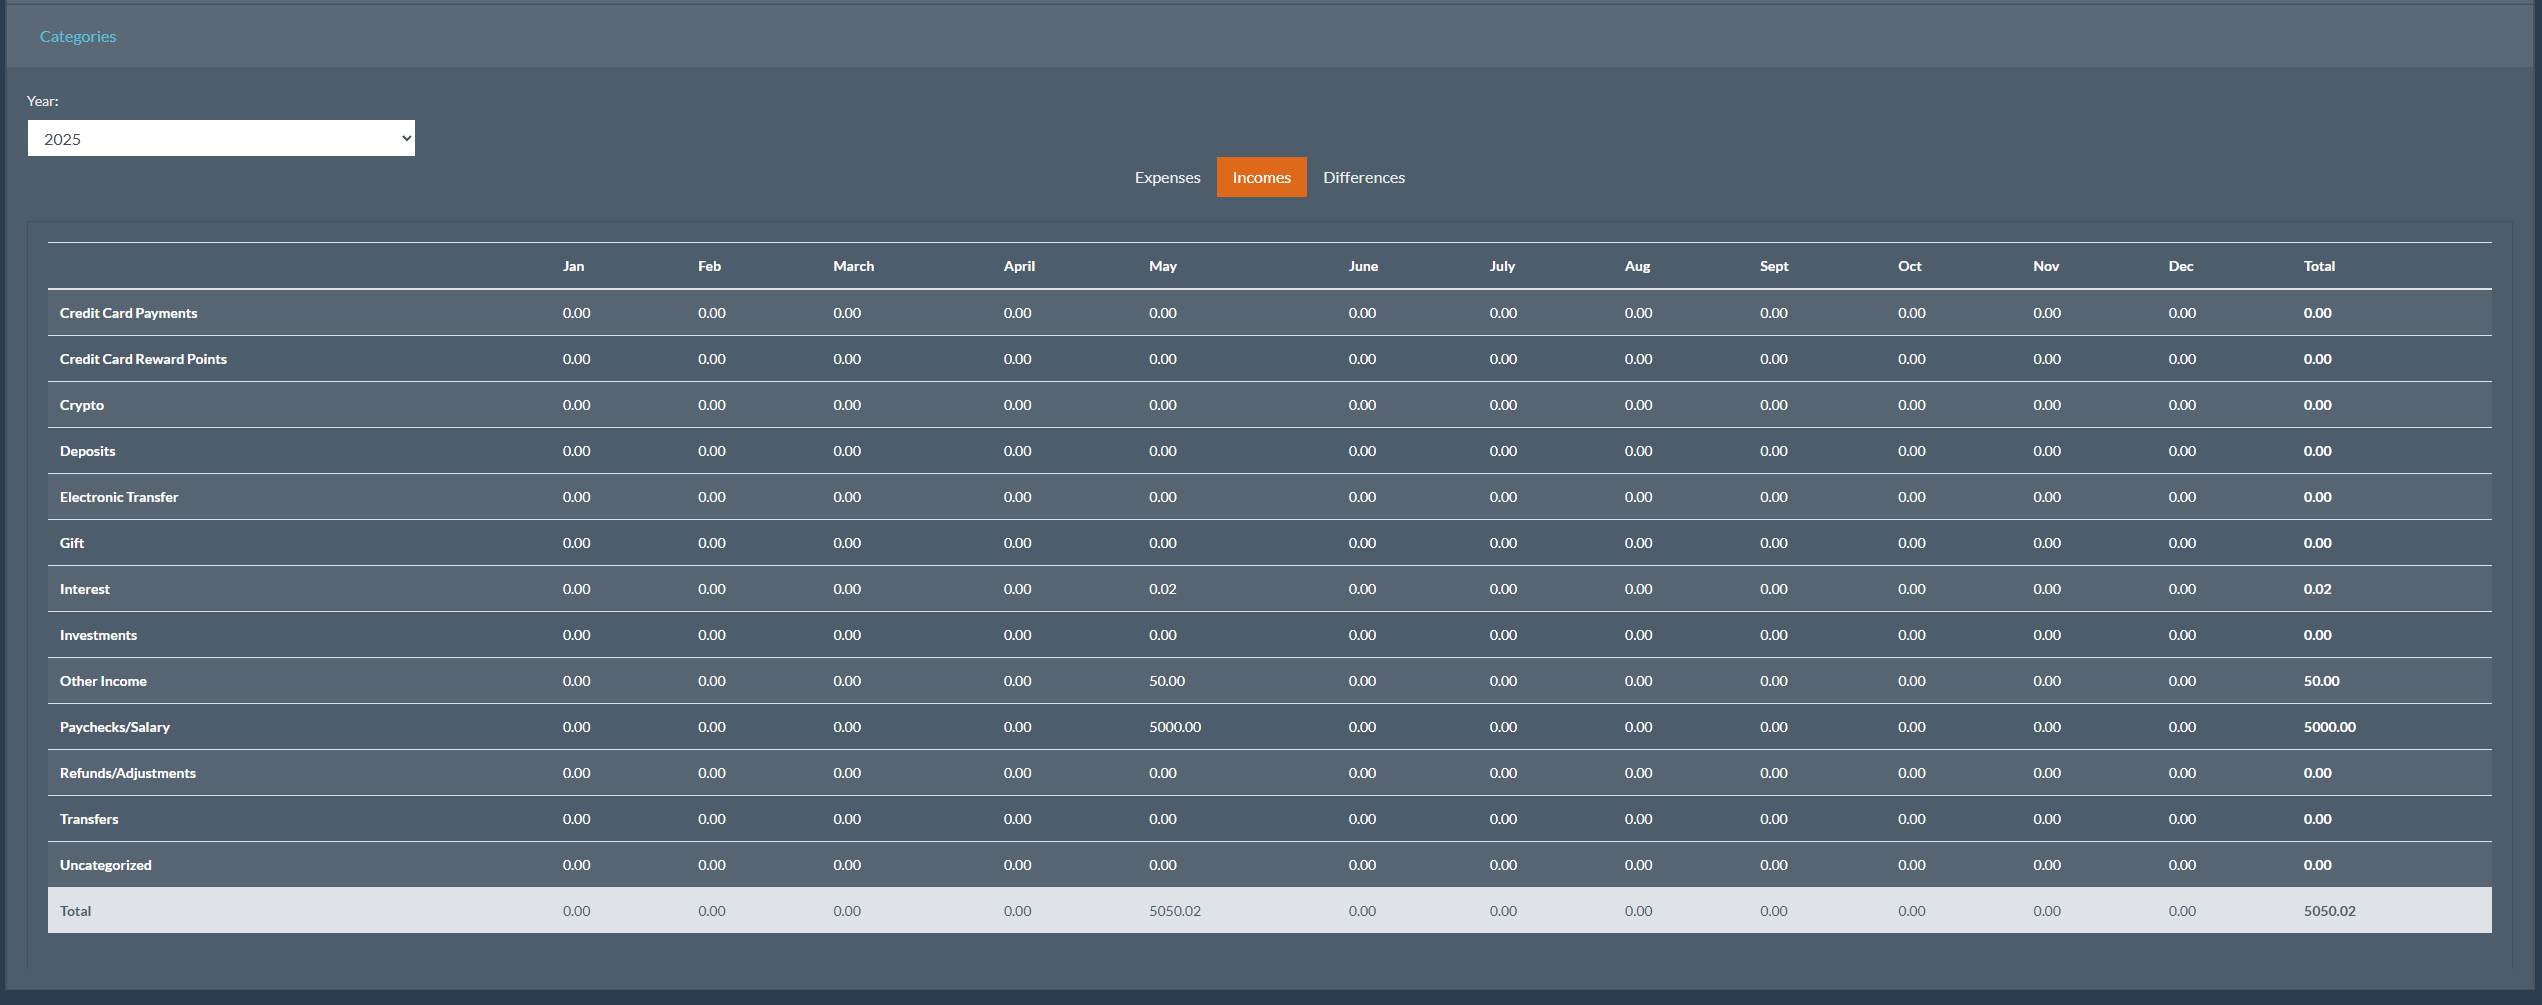 Categories
Year:
2025
Expenses Incomes Differences
Jan Feb March April May June July Aug Sept Oct Nov Dec Total
Credit Card Payments 0.00 0.00 0.00 0.00 0.00 0.00 0.00 0.00 0.00 0.00 0.00 0.00 0.00
Credit Card Reward Points 0.00 0.00 0.00 0.00 0.00 0.00 0.00 0.00 0.00 0.00 0.00 0.00 0.00
Crypto 0.00 0.00 0.00 0.00 0.00 0.00 0.00 0.00 0.00 0.00 0.00 0.00 0.00
Deposits 0.00 0.00 0.00 0.00 0.00 0.00 0.00 0.00 0.00 0.00 0.00 0.00 0.00
Electronic Transfer 0.00 0.00 0.00 0.00 0.00 0.00 0.00 0.00 0.00 0.00 0.00 0.00 0.00
Gift 0.00 0.00 0.00 0.00 0.00 0.00 0.00 0.00 0.00 0.00 0.00 0.00 0.00
Interest 0.00 0.00 0.00 0.00 0.02 0.00 0.00 0.00 0.00 0.00 0.00 0.00 0.02
Investments 0.00 0.00 0.00 0.00 0.00 0.00 0.00 0.00 0.00 0.00 0.00 0.00 0.00
Other Income 0.00 0.00 0.00 0.00 50.00 0.00 0.00 0.00 0.00 0.00 0.00 0.00 50.00
Paychecks/Salary 0.00 0.00 0.00 0.00 5000.00 0.00 0.00 0.00 0.00 0.00 0.00 0.00 5000.00
Refunds/Adjustments 0.00 0.00 0.00 0.00 0.00 0.00 0.00 0.00 0.00 0.00 0.00 0.00 0.00
Transfers 0.00 0.00 0.00 0.00 0.00 0.00 0.00 0.00 0.00 0.00 0.00 0.00 0.00
Uncategorized 0.00 0.00 0.00 0.00 0.00 0.00 0.00 0.00 0.00 0.00 0.00 0.00 0.00
Total 0.00 0.00 0.00 0.00 5050.02 0.00 0.00 0.00 0.00 0.00 0.00 0.00 5050.02